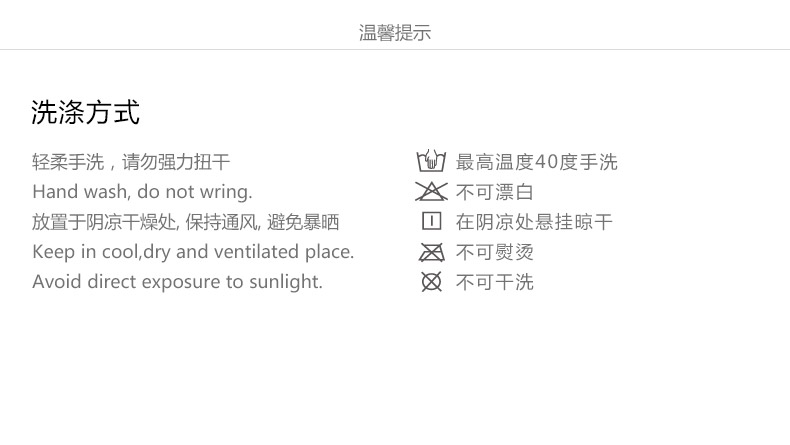 温馨提示
洗涤方式
轻柔手洗，请勿强力扭干
Hand wash, do not wring.
放置于阴凉干燥处, 保持通风, 避免暴晒
Keep in cool,dry and ventilated place.
Avoid direct exposure to sunlight.
最高温度40度手洗
不可漂白
在阴凉处悬挂晾干
不可熨烫
不可干洗